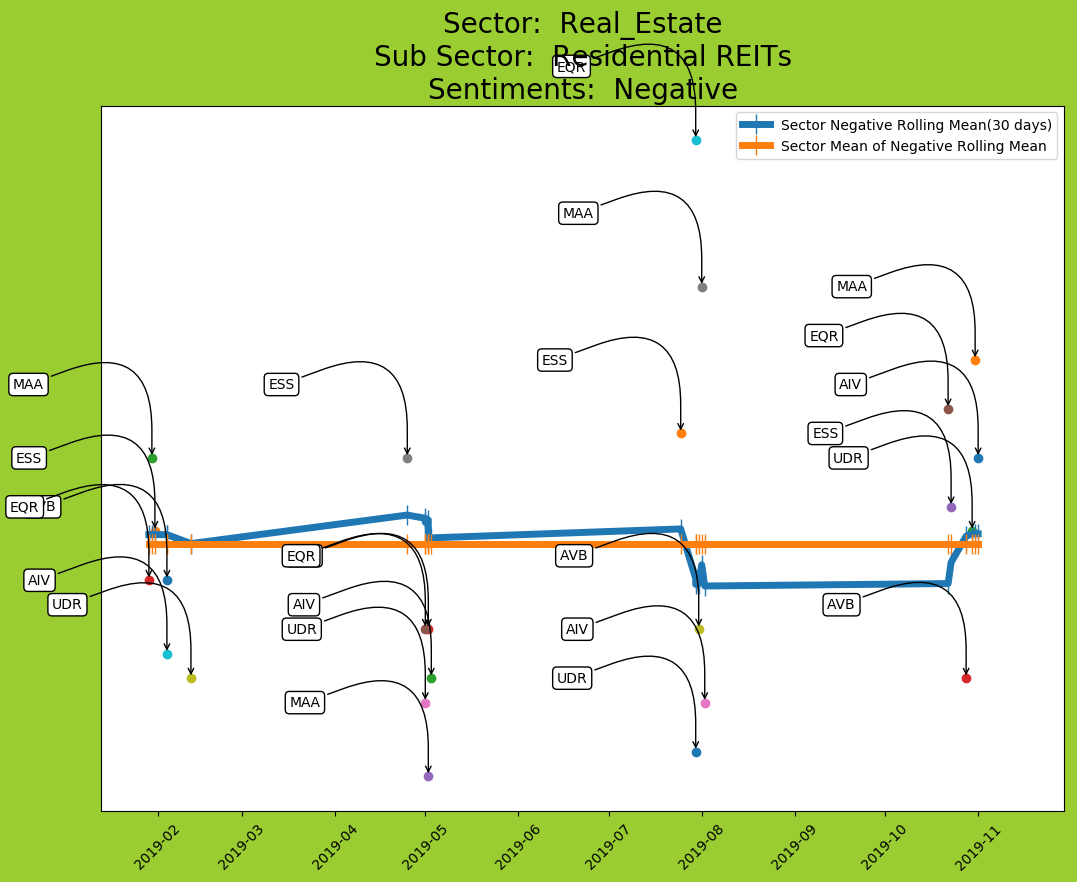 Sector:  Real_Estate
Sub Sector:  Residential REITs
Sentiments:  Negative
EQR
Sector Negative Rolling Mean(30 days)
Sector Mean of Negative Rolling Mean
MAA
MAA
EQR
ESS
MAA
ESS
AIV
ESS
ESS
UDR
EQR
EQR
AVB
AIV
AIV
UDR
AVB
UDR
AIV
UDR
MAA
UDR
2019-02
2019-03
2019-04
2019-05
2019-06
2019-07
2019-08
2019-09
2019-10
2019-11